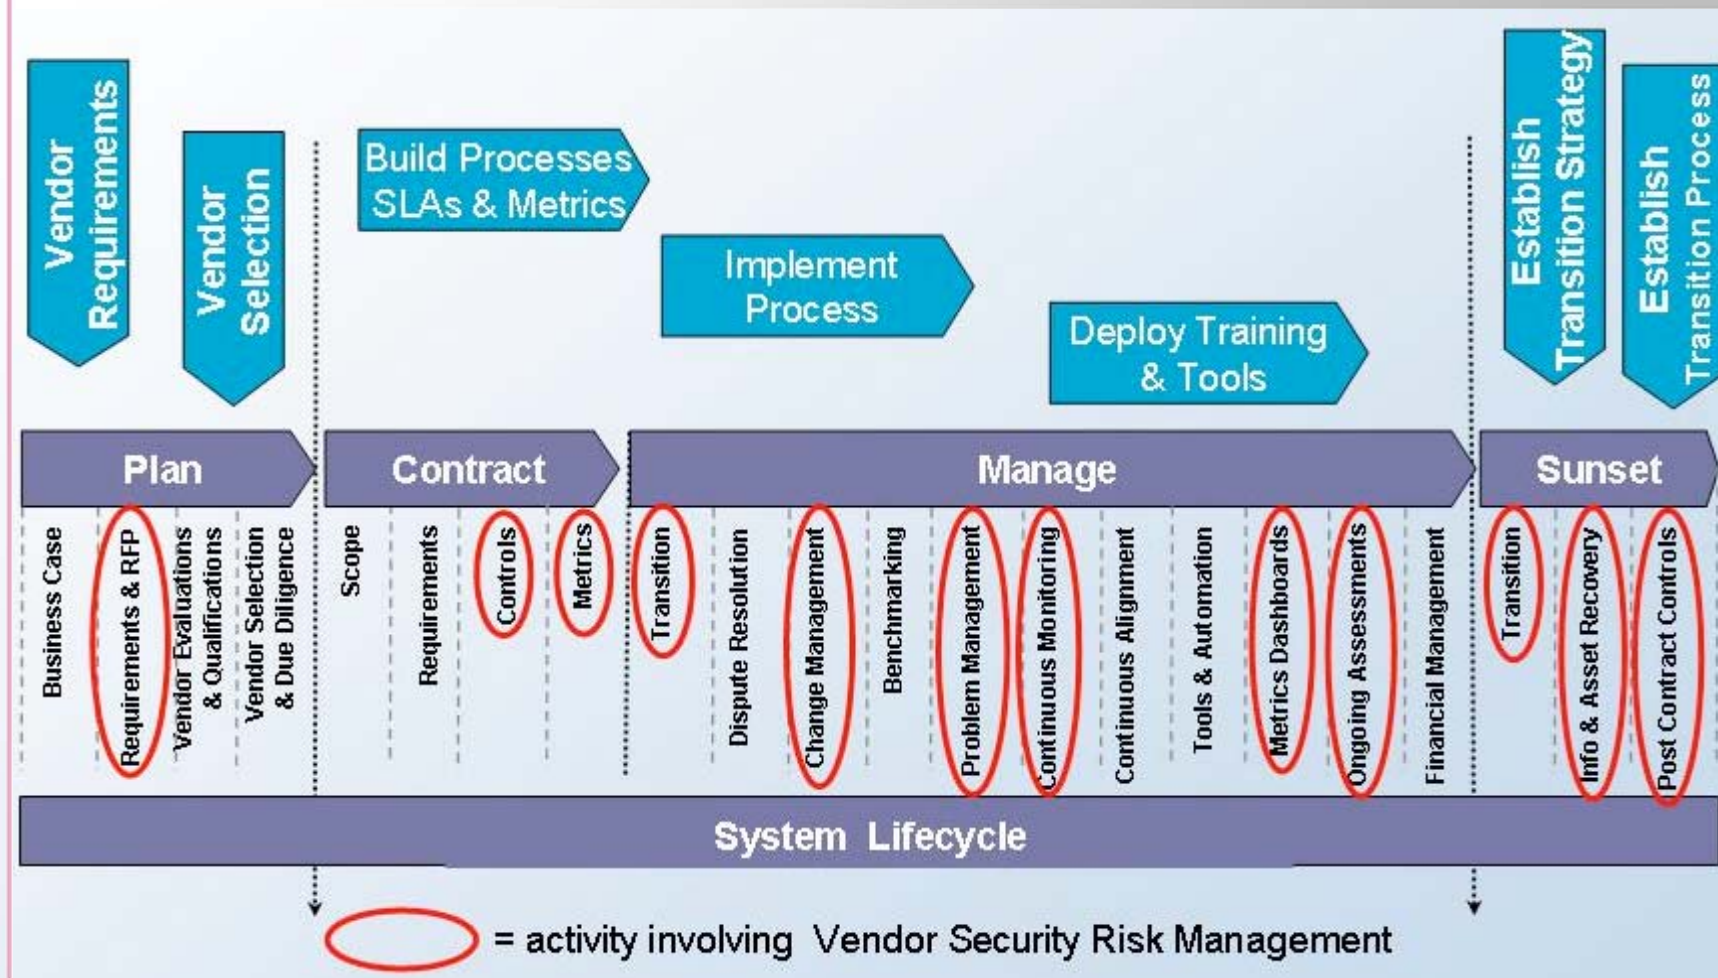 Vendor
Requirements
Vendor
Selection
Build Processes
SLAs & Metrics
Implement
Process
Deploy Training
& Tools
Establish
Transition Strategy
Establish
Transition Process
Plan
Contract
Manage
Sunset
Business Case
Requirements & RFP
Vendor Evaluations
& Qualifications
Vendor Selection
& Due Diligence
Scope
Requirements
Controls
Metrics
Transition
Dispute Resolution
Change Management
Benchmarking
Problem Management
Continuous Monitoring
Continuous Alignment
Tools & Automation
Metrics Dashboards
Ongoing Assessments
Financial Management
Transition
Info & Asset Recovery
Post Contract Controls
System Lifecycle
= activity involving Vendor Security Risk Management